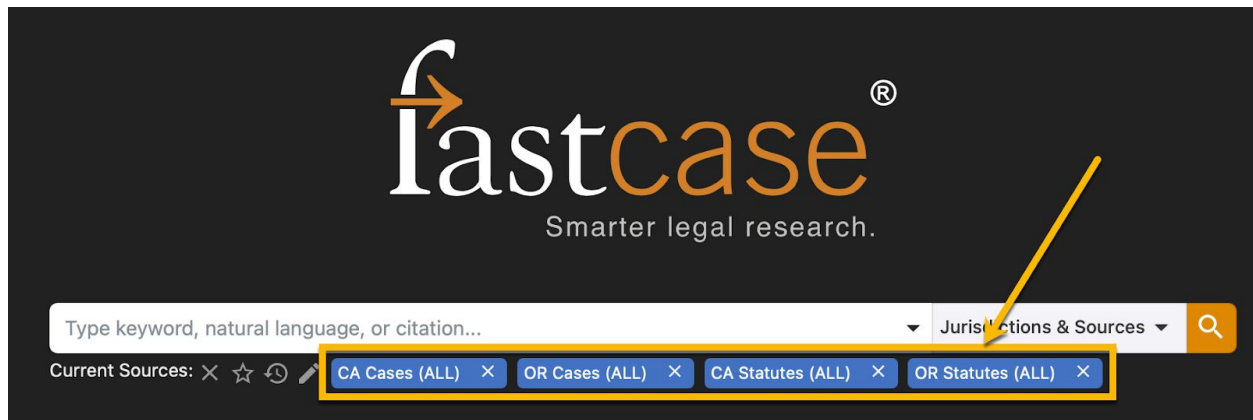 fastcase®
Smarter legal research.
Type keyword, natural language, or citation... Jurisdictions & Sources
Current Sources: CA Cases (ALL) OR Cases (ALL) CA Statutes (ALL) OR Statutes (ALL)